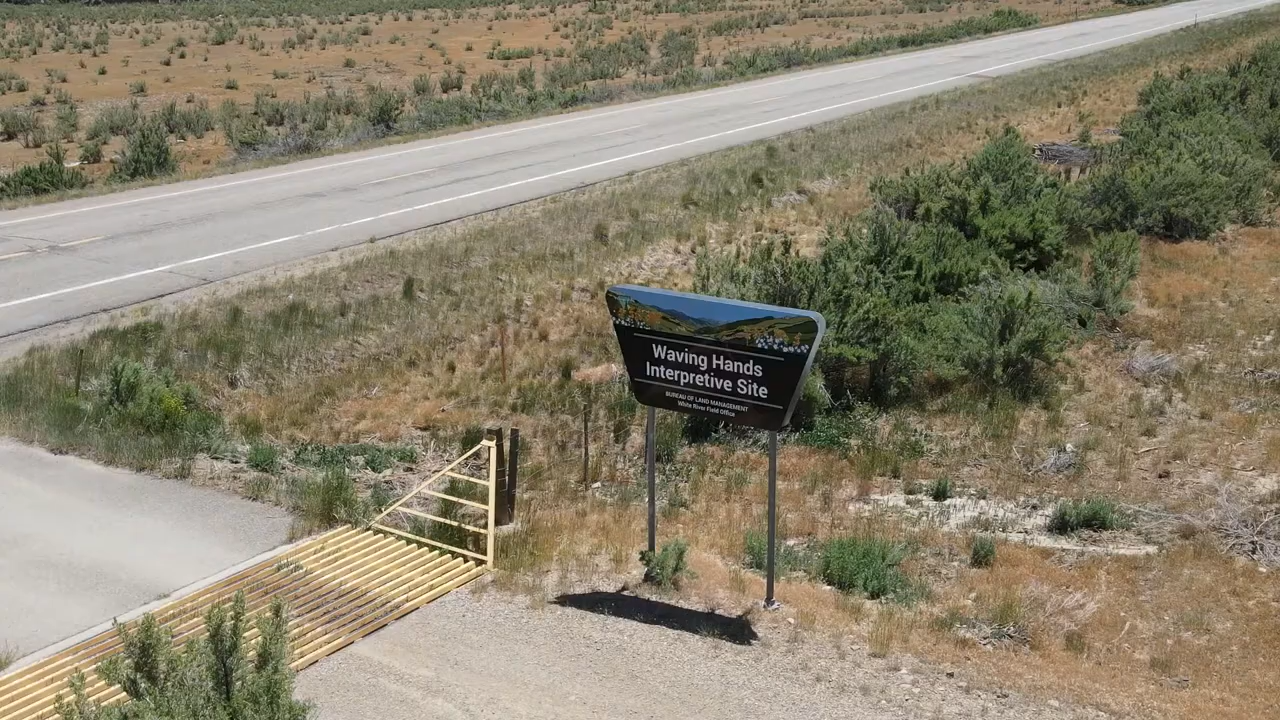 Waving Hands
Interpretive Site
BUREAU OF LAND MANAGEMENT
White River Field Office